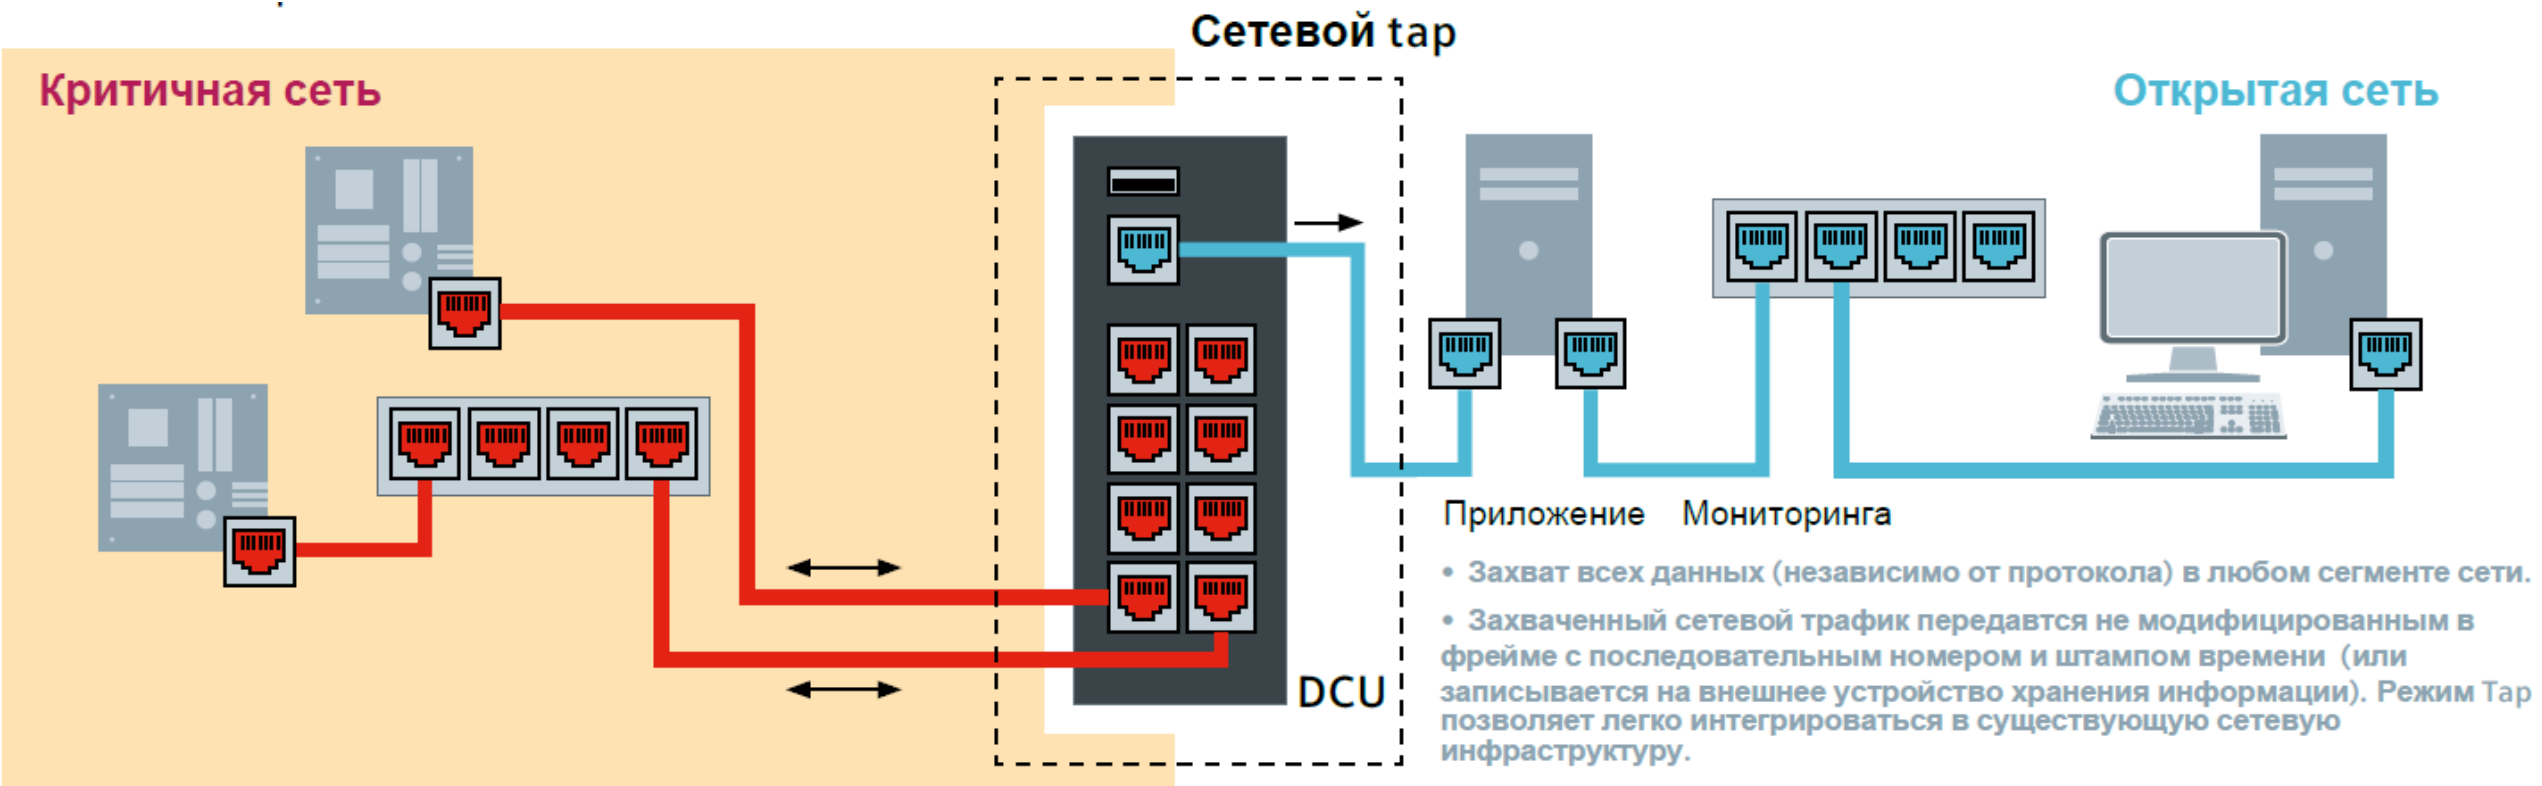 Сетевой tap
Критичная сеть
Открытая сеть
DCU
Приложение Мониторинга
• Захват всех данных (независимо от протокола) в любом сегменте сети.
• Захваченный сетевой трафик передавтся не модифицированным в
фрейме с последовательным номером и штампом времени (или
записывается на внешнее устройство хранения информации). Режим Tap
позволяет легко интегрироваться в существующую сетевую
инфраструктуру.